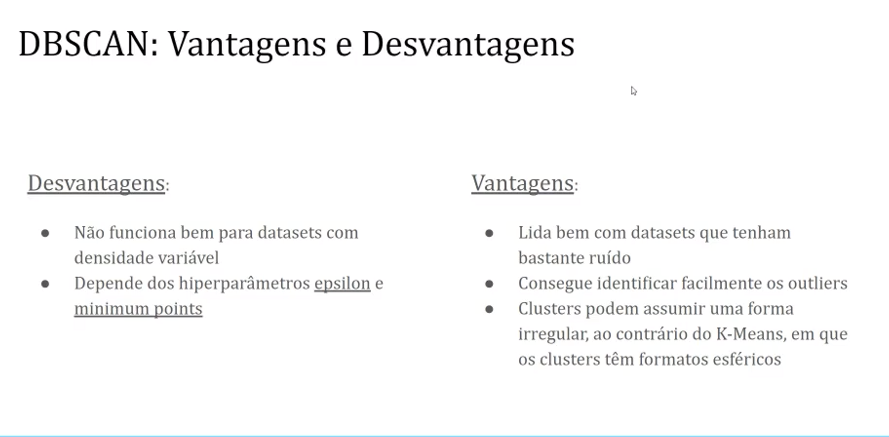 DBSCAN: Vantagens e Desvantagens
Desvantagens:
● Não funciona bem para datasets com
densidade variável
● Depende dos hiperparâmetros epsilon e
minimum points
Vantagens:
● Lida bem com datasets que tenham
bastante ruído
● Consegue identificar facilmente os outliers
● Clusters podem assumir uma forma
irregular, ao contrário do K-Means, em que
os clusters têm formatos esféricos